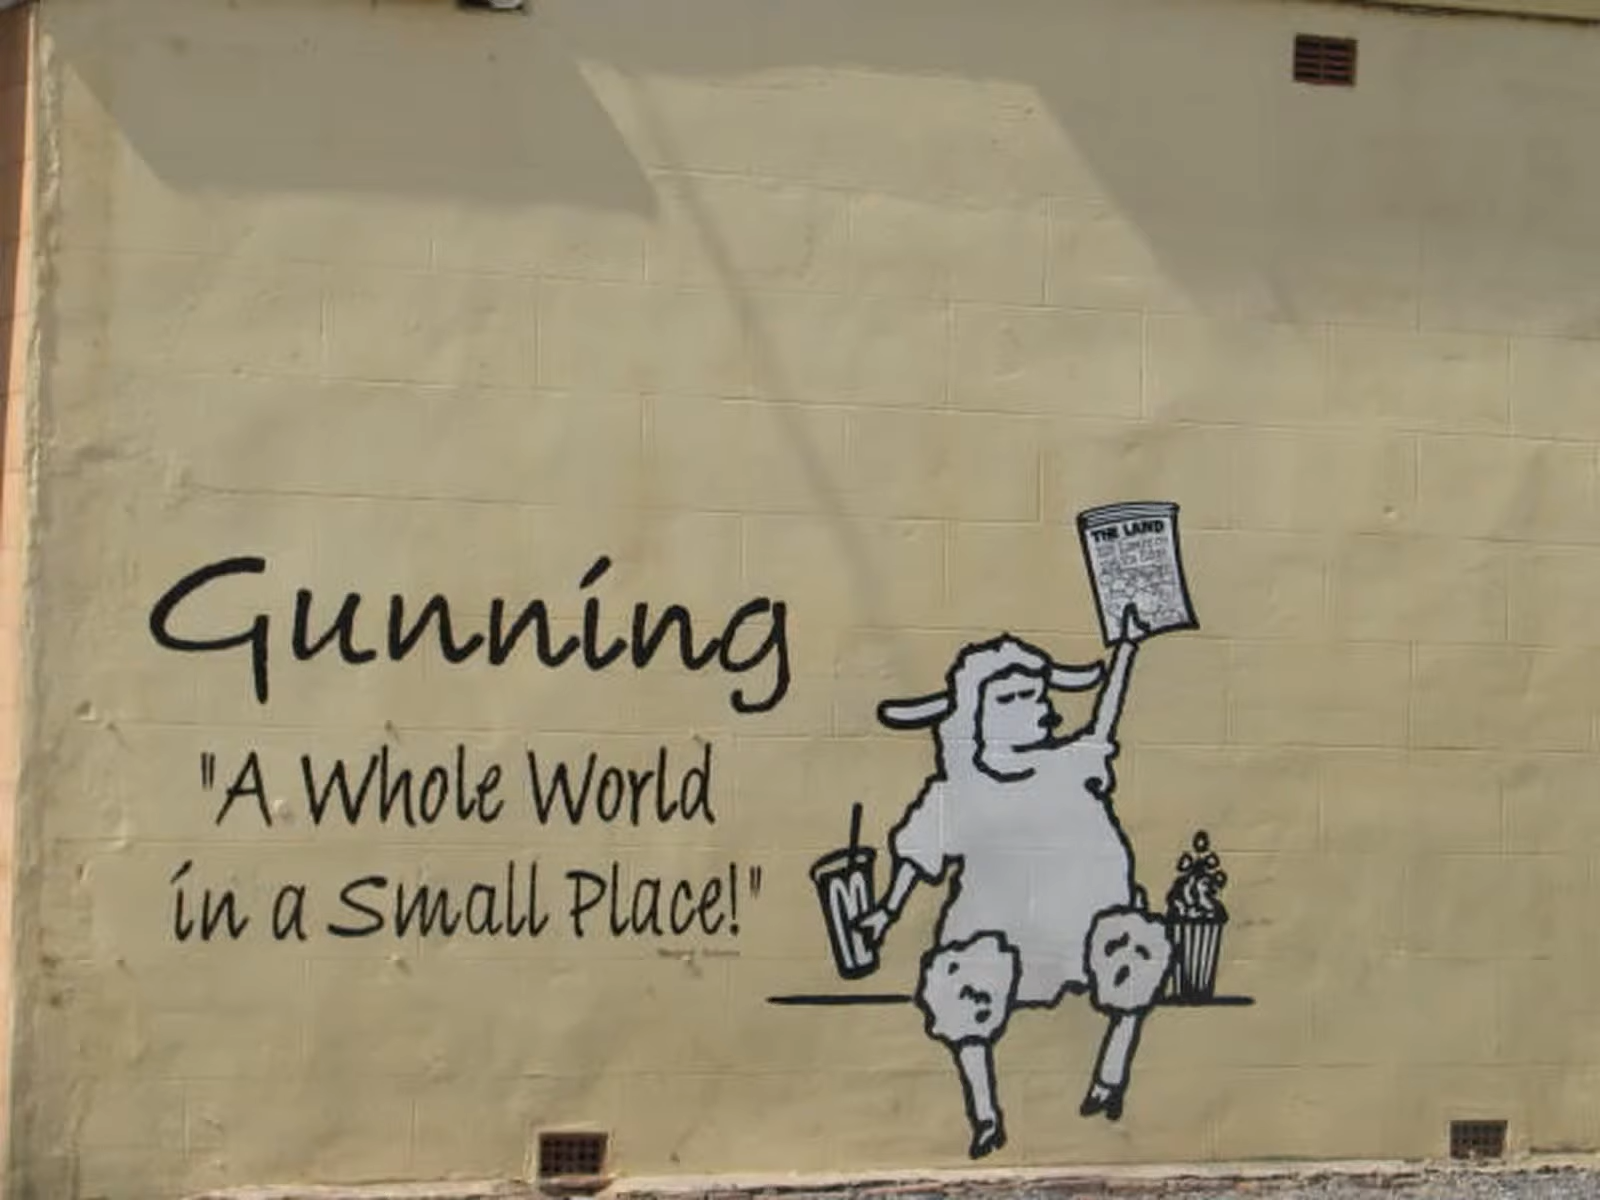 Gunning
"A Whole World
in a Small Place!"
THE LAND
M